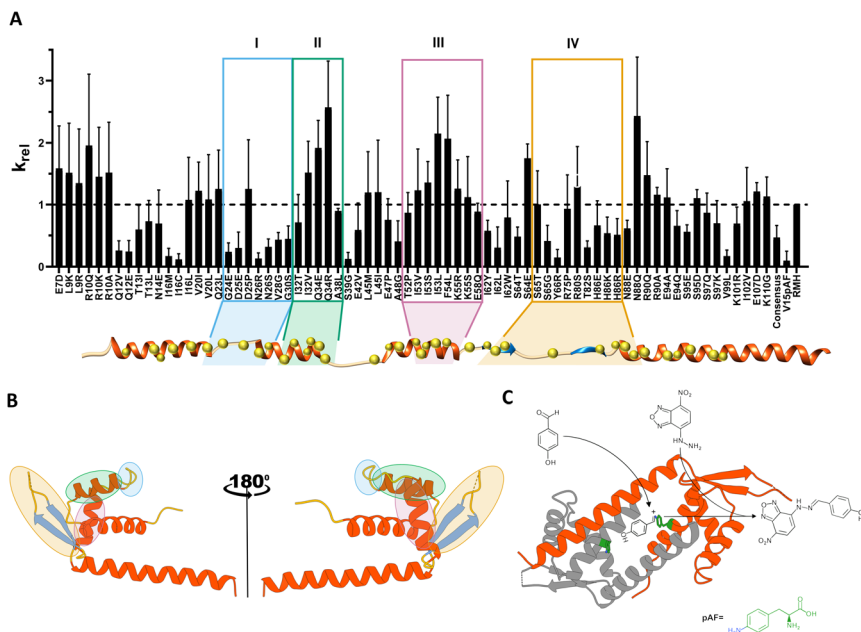 A
I
II
III
IV
k_rel
3
2
1
0
E7D
L9K
L9R
R10Q
R10K
R10A
Q12V
Q12E
T13I
T13L
N14E
I16M
I16C
I16L
V20I
V20L
Q23L
G24E
D25E
D25P
N26R
N26S
V28G
G30S
I32T
I32V
Q34E
Q34R
A38L
S39G
E42V
L45M
L45I
E47P
A48G
T52P
I53V
I53S
I53L
F54L
K55R
K55S
E58Q
I62Y
I62L
I62W
S64T
S64E
S65T
S65G
Y66R
R75P
R80S
T82S
H86E
H86K
H86R
N88E
N88Q
R90Q
R90A
E94A
E94Q
S95E
S95D
S97Q
S97K
V99L
K101R
I102V
E107D
K110G
Consensus
V15pAF
RMH
B
180⁰
C
pAF=